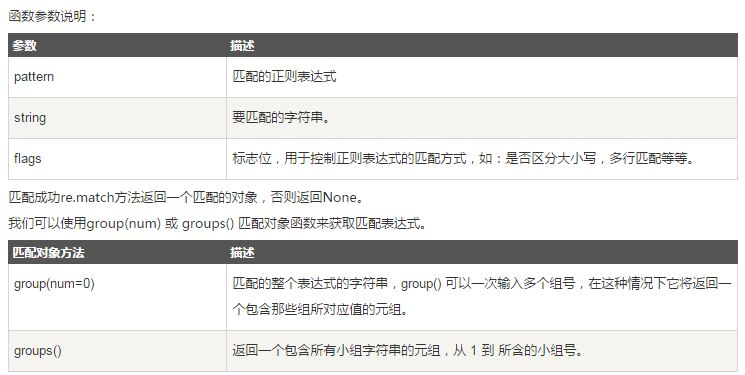 函数参数说明：
参数 描述
pattern 匹配的正则表达式
string 要匹配的字符串。
flags 标志位，用于控制正则表达式的匹配方式，如：是否区分大小写，多行匹配等等。
匹配成功re.match方法返回一个匹配的对象，否则返回None。
我们可以使用group(num) 或 groups() 匹配对象函数来获取匹配表达式。
匹配对象方法 描述
group(num=0) 匹配的整个表达式的字符串，group() 可以一次输入多个组号，在这种情况下它将返回一
个包含那些组所对应值的元组。
groups() 返回一个包含所有小组字符串的元组，从 1 到 所含的小组号。